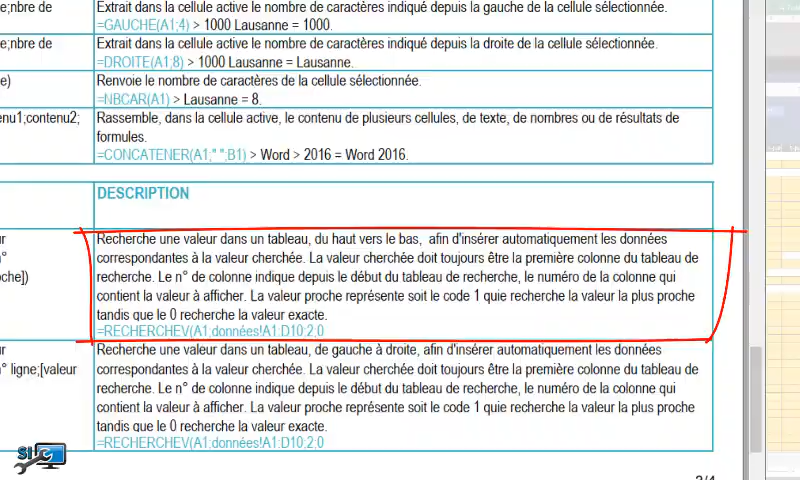 e;nbre de
Extrait dans la cellule active le nombre de caractères indiqué depuis la gauche de la cellule sélectionnée.
=GAUCHE(A1;4) > 1000 Lausanne = 1000.
e;nbre de
Extrait dans la cellule active le nombre de caractères indiqué depuis la droite de la cellule sélectionnée.
=DROITE(A1;8) > 1000 Lausanne = Lausanne.
e)
Renvoie le nombre de caractères de la cellule sélectionnée.
=NBCAR(A1) > Lausanne = 8.
enu1;contenu2;
Rassemble, dans la cellule active, le contenu de plusieurs cellules, de texte, de nombres ou de résultats de
formules.
=CONCATENER(A1;" ";B1) > Word > 2016 = Word 2016.
DESCRIPTION
ur
n°
oche])
Recherche une valeur dans un tableau, du haut vers le bas, afin d'insérer automatiquement les données
correspondantes à la valeur cherchée. La valeur cherchée doit toujours être la première colonne du tableau de
recherche. Le n° de colonne indique depuis le début du tableau de recherche, le numéro de la colonne qui
contient la valeur à afficher. La valeur proche représente soit le code 1 quie recherche la valeur la plus proche
tandis que le 0 recherche la valeur exacte.
=RECHERCHEV(A1;données!A1:D10;2;0
ur
n° ligne;[valeur
Recherche une valeur dans un tableau, de gauche à droite, afin d'insérer automatiquement les données
correspondantes à la valeur cherchée. La valeur cherchée doit toujours être la première colonne du tableau de
recherche. Le n° de colonne indique depuis le début du tableau de recherche, le numéro de la colonne qui
contient la valeur à afficher. La valeur proche représente soit le code 1 quie recherche la valeur la plus proche
tandis que le 0 recherche la valeur exacte.
=RECHERCHEV(A1;données!A1:D10;2;0